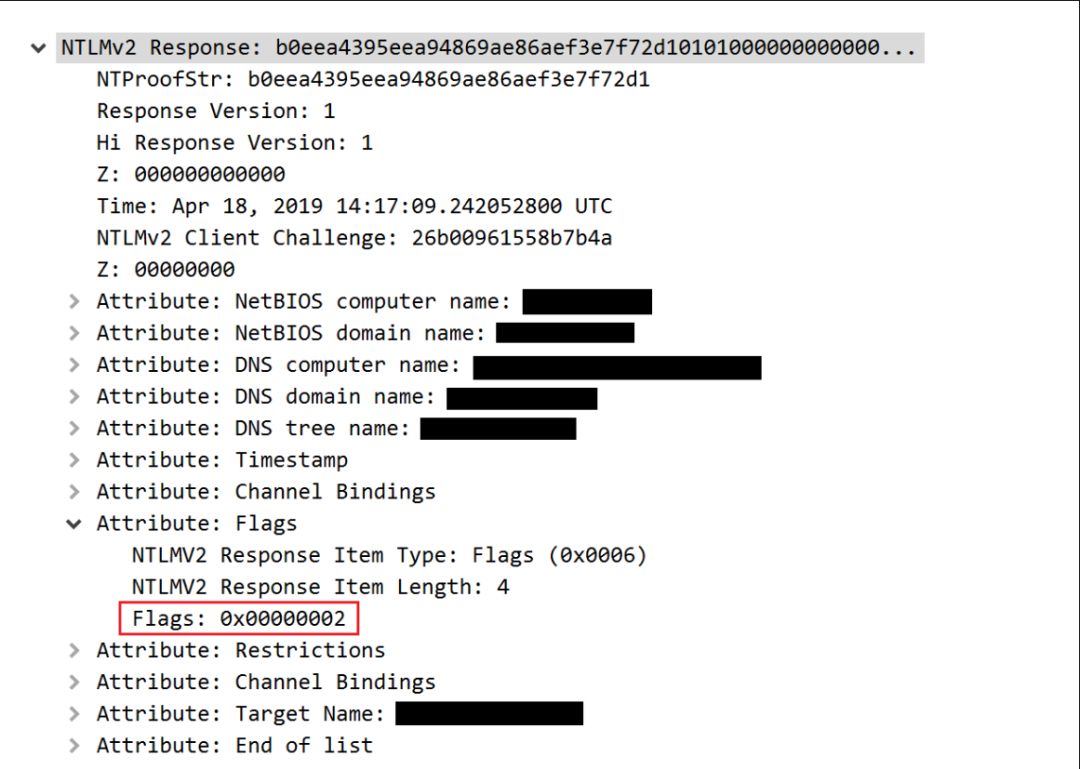 NTLMv2 Response: b0eea4395eea94869ae86aef3e7f72d10101000000000000...
NTProofStr: b0eea4395eea94869ae86aef3e7f72d1
Response Version: 1
Hi Response Version: 1
Z: 000000000000
Time: Apr 18, 2019 14:17:09.242052800 UTC
NTLMv2 Client Challenge: 26b00961558b7b4a
Z: 00000000
Attribute: NetBIOS computer name:
Attribute: NetBIOS domain name:
Attribute: DNS computer name:
Attribute: DNS domain name:
Attribute: DNS tree name:
Attribute: Timestamp
Attribute: Channel Bindings
Attribute: Flags
NTLMV2 Response Item Type: Flags (0x0006)
NTLMV2 Response Item Length: 4
Flags: 0x00000002
Attribute: Restrictions
Attribute: Channel Bindings
Attribute: Target Name:
Attribute: End of list